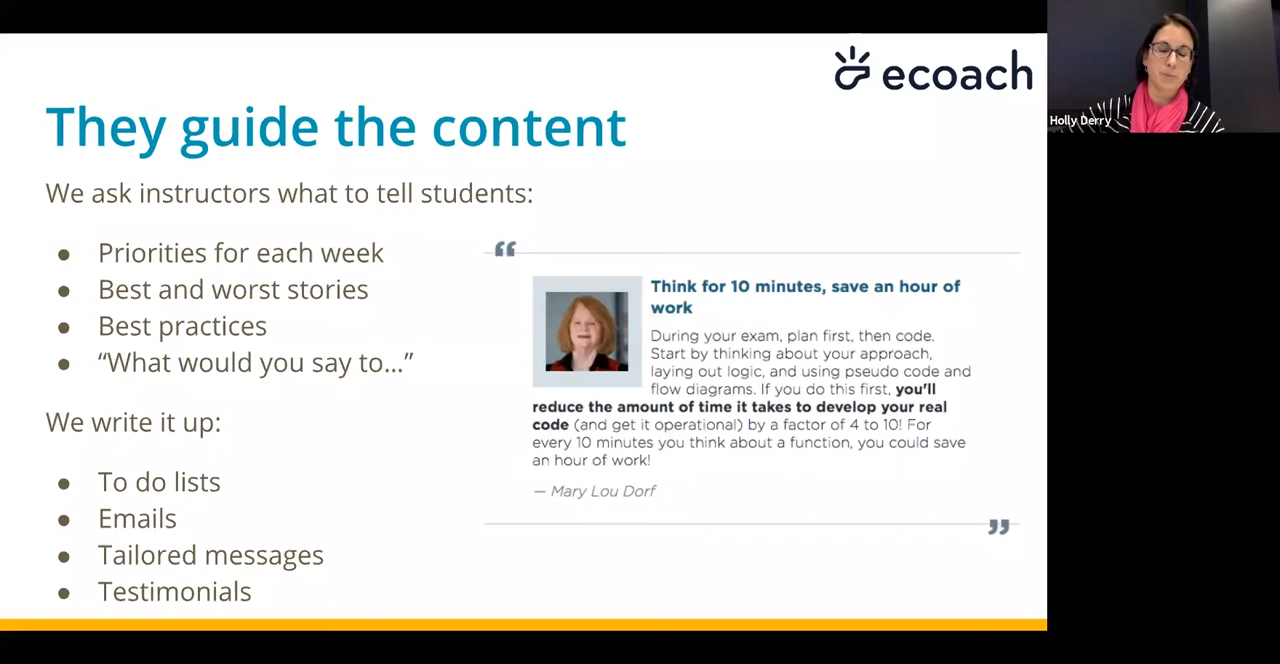 ecoach
Holly Derry
They guide the content
We ask instructors what to tell students:
● Priorities for each week
● Best and worst stories
● Best practices
● “What would you say to...”
We write it up:
● To do lists
● Emails
● Tailored messages
● Testimonials
“
Think for 10 minutes, save an hour of
work
During your exam, plan first, then code.
Start by thinking about your approach,
laying out logic, and using pseudo code and
flow diagrams. If you do this first, you'll
reduce the amount of time it takes to develop your real
code (and get it operational) by a factor of 4 to 10! For
every 10 minutes you think about a function, you could save
an hour of work!
— Mary Lou Dorf
”